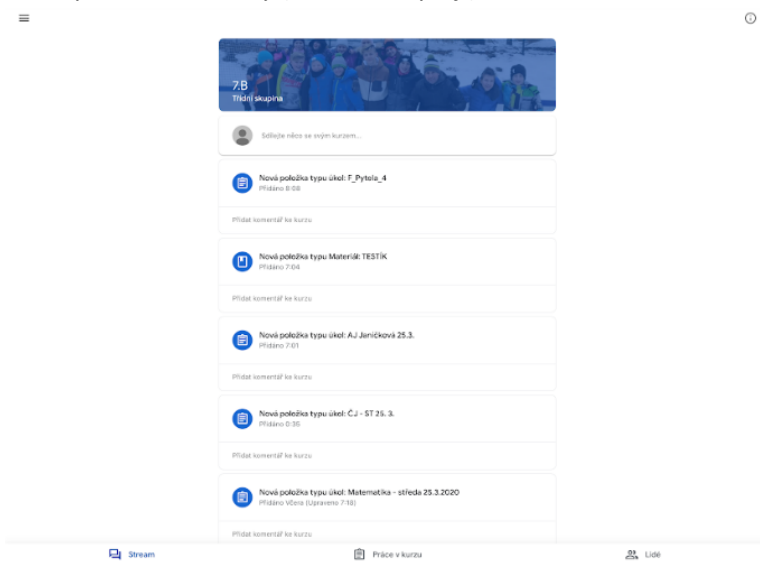 7.B
Třídní skupina
Sdílejte něco se svým kurzem...
Nová položka typu úkol: F_Pytela_4
Přidáno 8:08
Přidat komentář ke kurzu
Nová položka typu Materiál: TESTÍK
Přidáno 7:04
Přidat komentář ke kurzu
Nová položka typu úkol: AJ Janíčková 25.3.
Přidáno 7:01
Přidat komentář ke kurzu
Nová položka typu úkol: ČJ - ST 25. 3.
Přidáno 0:35
Přidat komentář ke kurzu
Nová položka typu úkol: Matematika - středa 25.3.2020
Přidáno Včera (Upraveno 7:18)
Přidat komentář ke kurzu
Stream
Práce v kurzu
Lidé